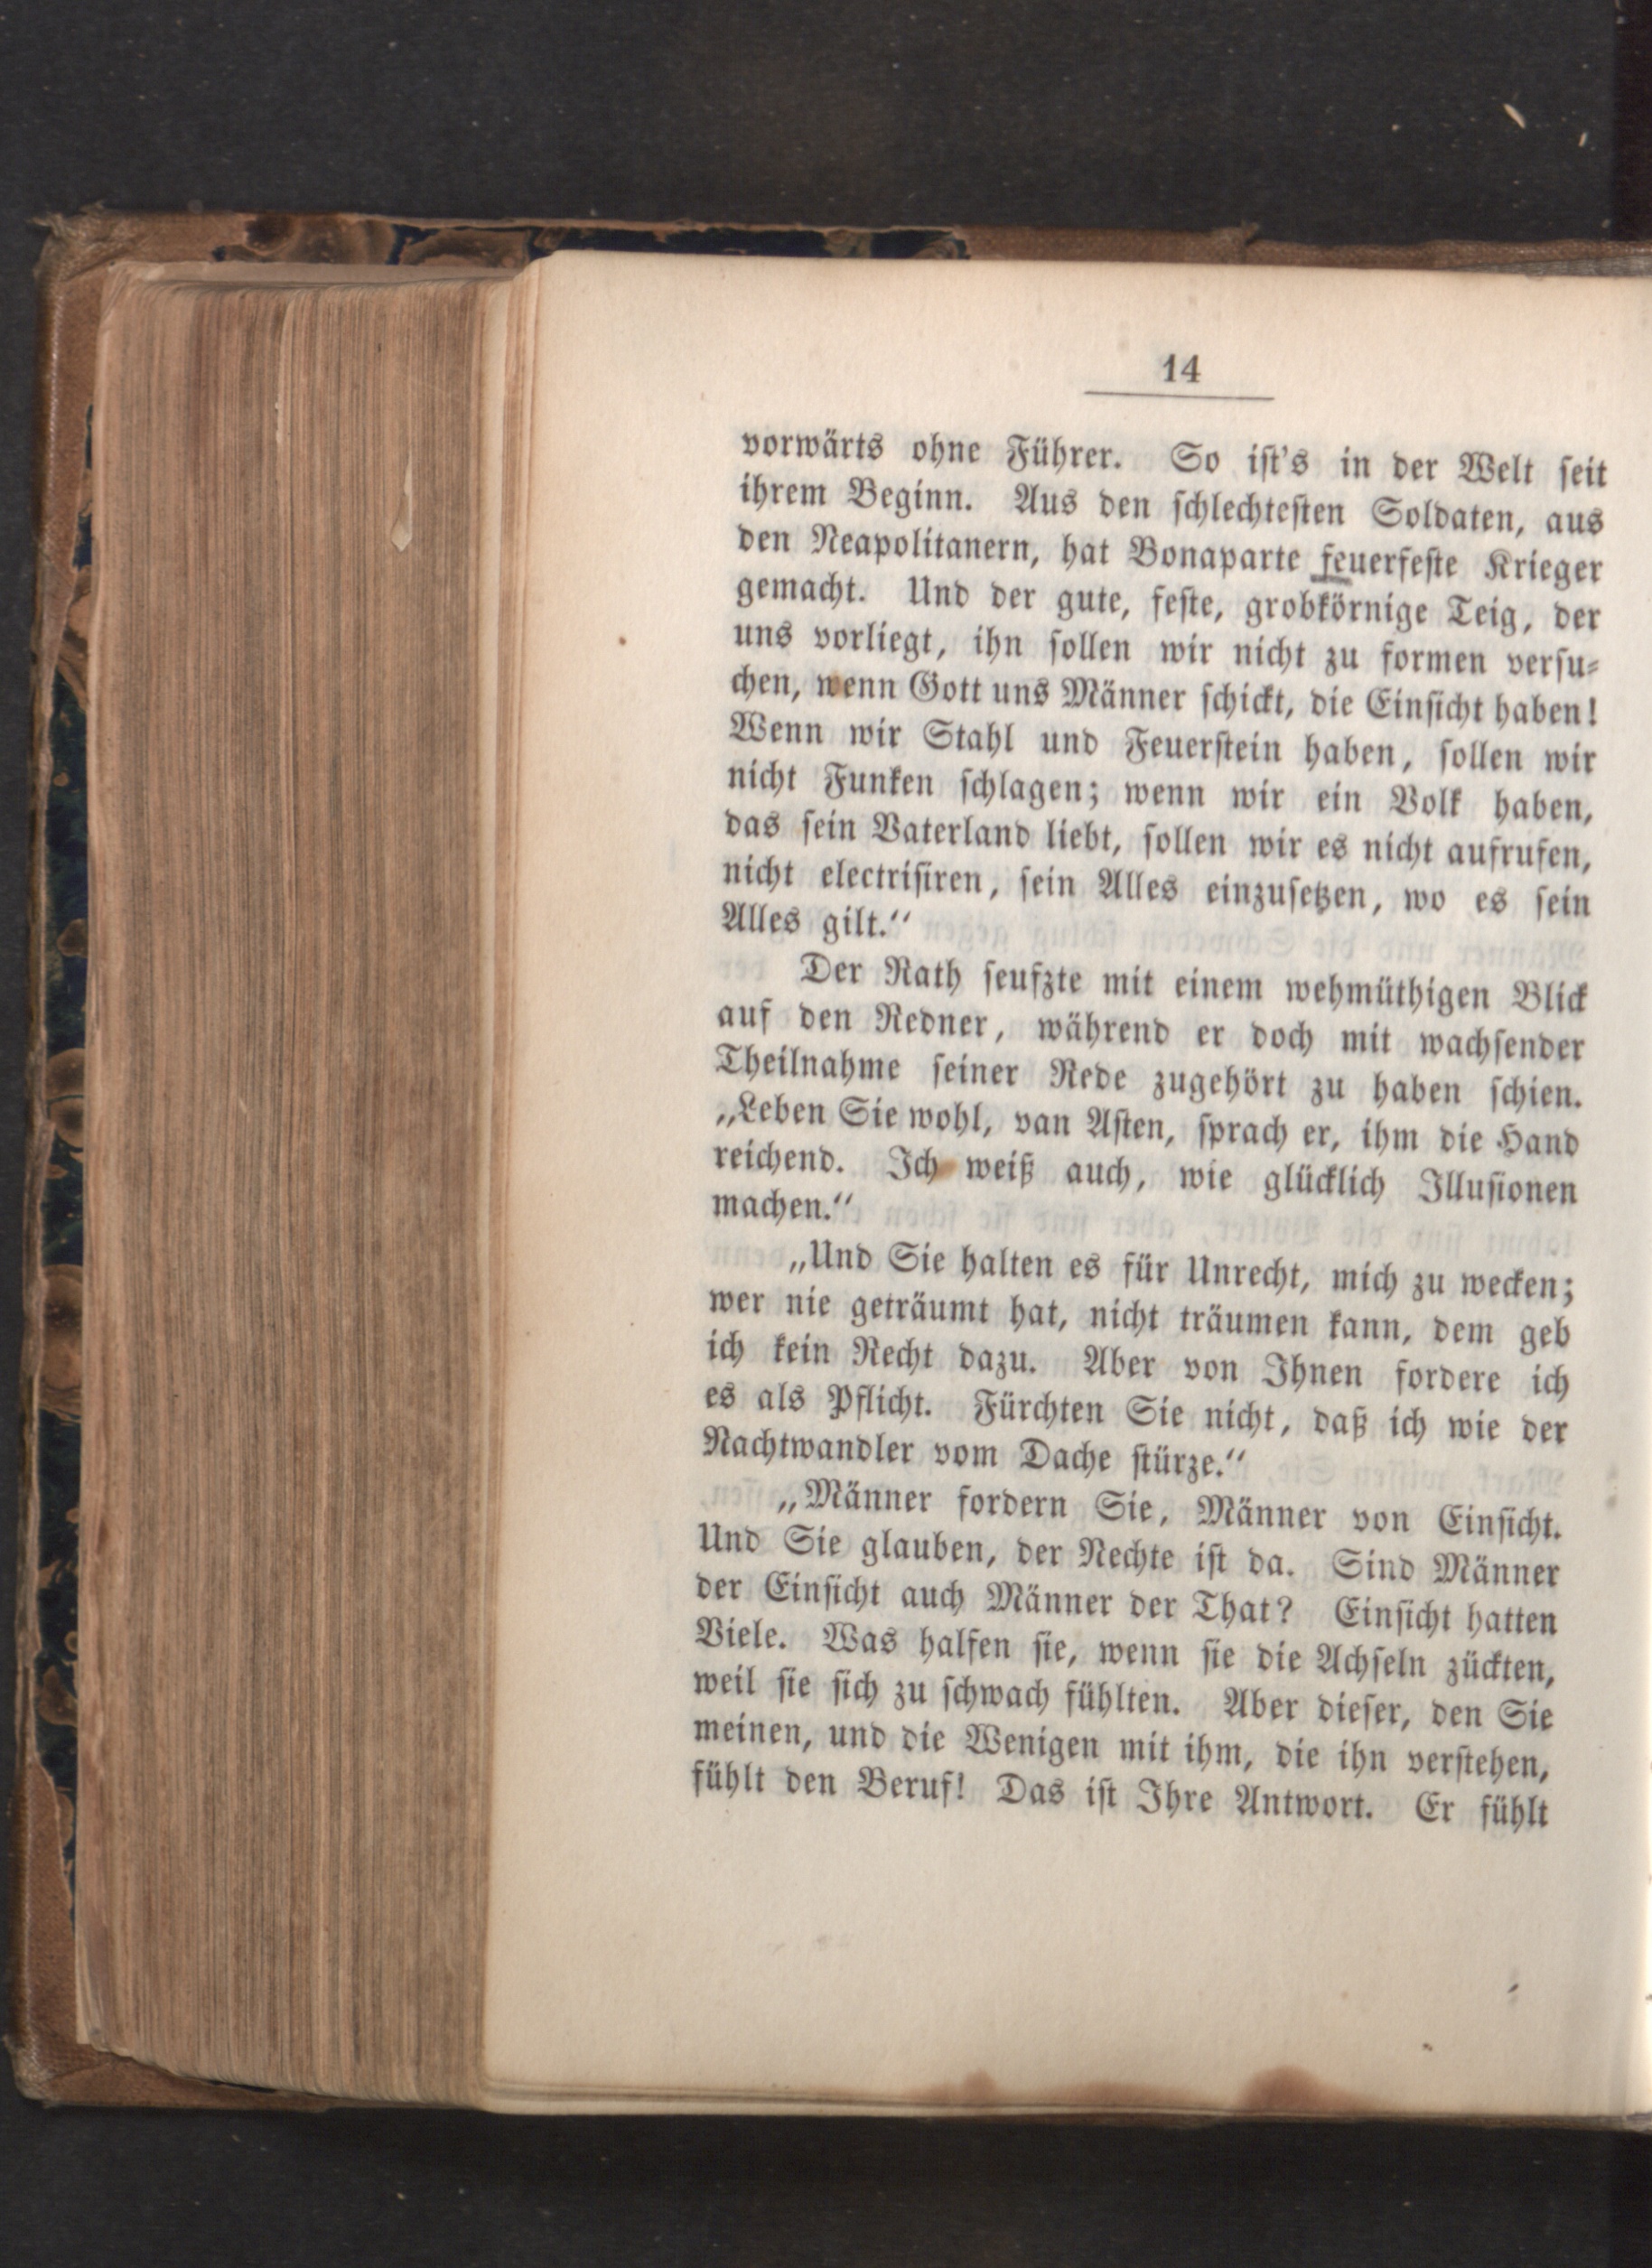 14
vorwärts ohne Führer. So iſt's in der Welt ſeit
ihrem Beginn. Aus den ſchlechteſten Soldaten, aus
den Neapolitanern, hat Bonaparte feuerfeſte Krieger
gemacht. Und der gute, feſte, grobkörnige Teig, der
uns vorliegt, ihn ſollen wir nicht zu formen verſu⸗
chen, wenn Gott uns Männer ſchickt, die Einſicht haben!
Wenn wir Stahl und Feuerſtein haben, ſollen wir
nicht Funken ſchlagen; wenn wir ein Volk haben,
das ſein Vaterland liebt, ſollen wir es nicht aufrufen,
nicht electriſiren, ſein Alles einzuſetzen, wo es ſein
Alles gilt.“
Der Rath ſeufzte mit einem wehmüthigen Blick
auf den Redner, während er doch mit wachſender
Theilnahme ſeiner Rede zugehört zu haben ſchien.
„Leben Sie wohl, van Aſten, ſprach er, ihm die Hand
reichend. Ich weiß auch, wie glücklich Illuſionen
machen.“
„Und Sie halten es für Unrecht, mich zu wecken;
wer nie geträumt hat, nicht träumen kann, dem geb
ich kein Recht dazu. Aber von Ihnen fordere ich
es als Pflicht. Fürchten Sie nicht, daß ich wie der
Nachtwandler vom Dache ſtürze.“
„Männer fordern Sie, Männer von Einſicht.
Und Sie glauben, der Rechte iſt da. Sind Männer
der Einſicht auch Männer der That? Einſicht hatten
Viele. Was halfen ſie, wenn ſie die Achſeln zückten,
weil ſie ſich zu ſchwach fühlten. Aber dieſer, den Sie
meinen, und die Wenigen mit ihm, die ihn verſtehen,
fühlt den Beruf! Das iſt Ihre Antwort. Er fühlt